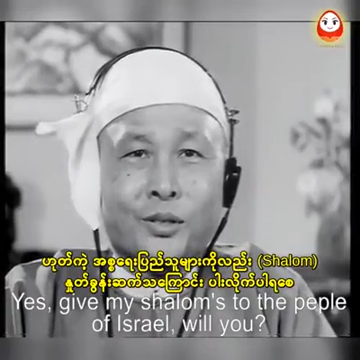 ဟုတ်ကဲ့ အစ္စရေးပြည်သူများကိုလည်း (Shalom)
နှုတ်ခွန်းဆက်သကြောင်း ပါးလိုက်ပါရစေ
Yes, give my shalom's to the peple
of Israel, will you?